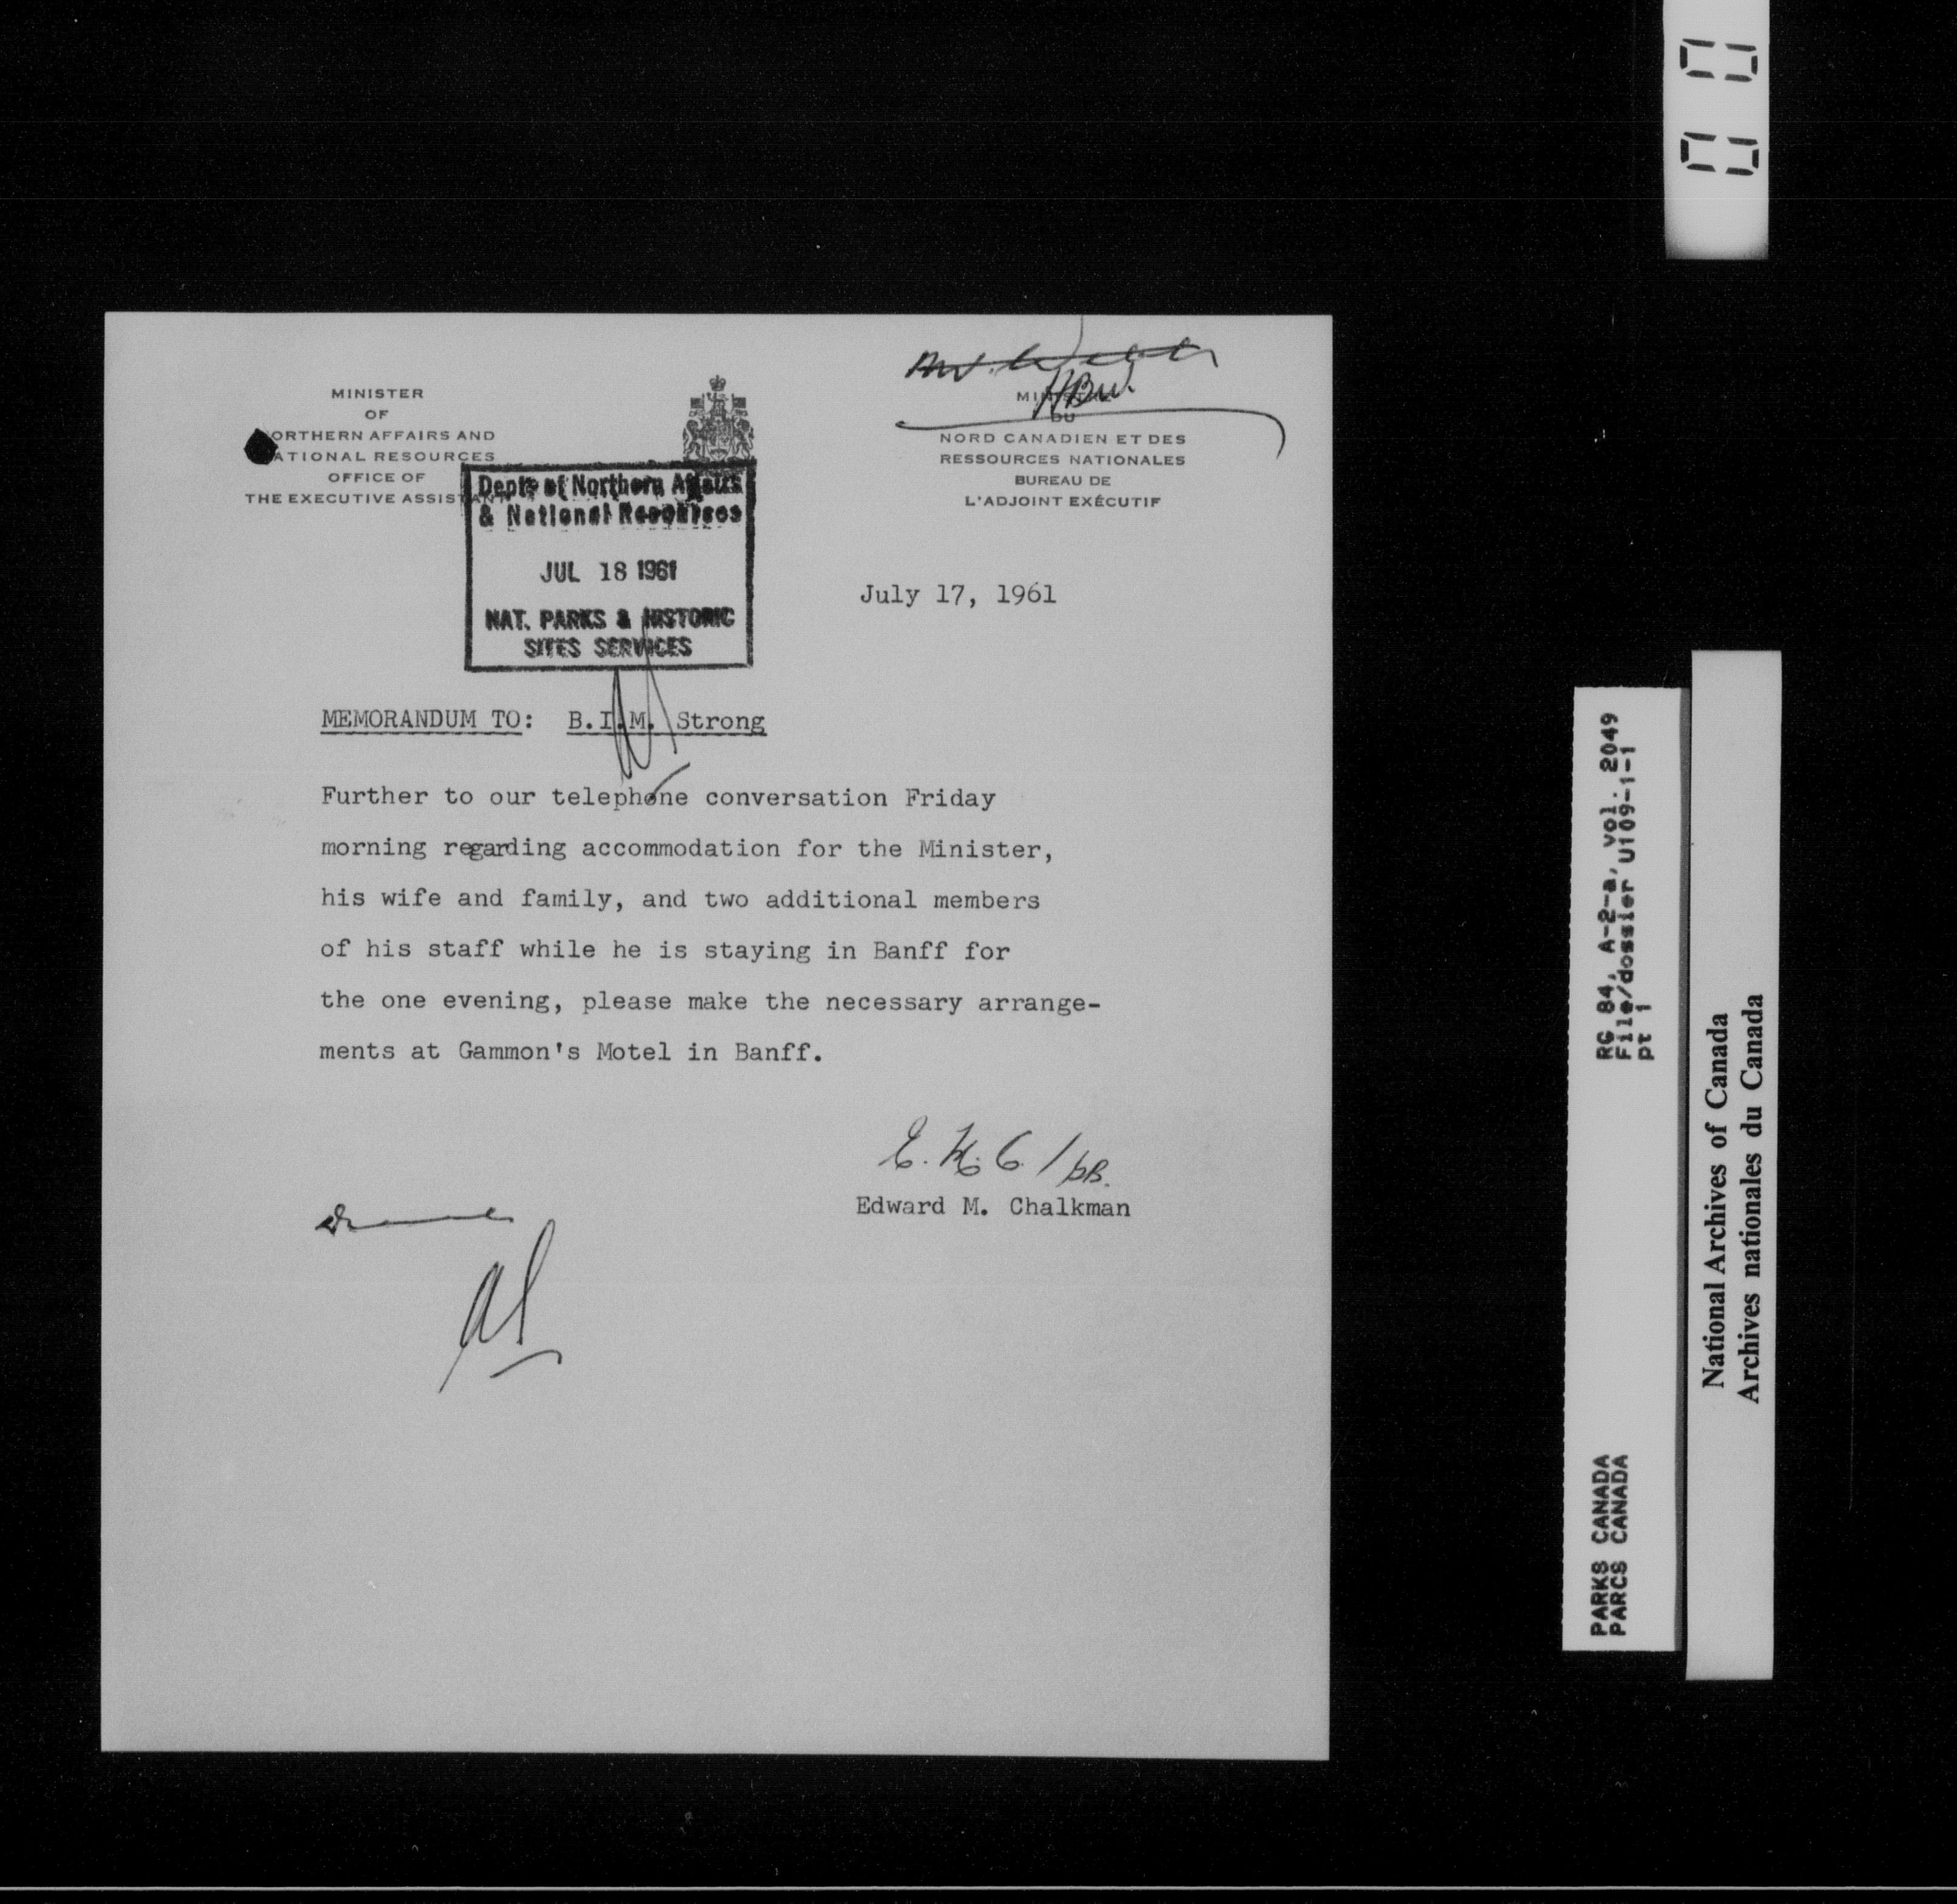 MINISTER
OF
NORTHERN AFFAIRS AND
NATIONAL RESOURCES
OFFICE OF
THE EXECUTIVE ASSISTANT
HBW.
MINISTRE
DU
NORD CANADIEN ET DES
RESSOURCES NATIONALES
BUREAU DE
L'ADJOINT EXÉCUTIF
Dept. of Northern Affairs
& National Resources
JUL 18 1961
NAT. PARKS & HISTORIC
SITES SERVICES
July 17, 1961
MEMORANDUM TO: B.I.M. Strong
Further to our telephone conversation Friday
morning regarding accommodation for the Minister,
his wife and family, and two additional members
of his staff while he is staying in Banff for
the one evening, please make the necessary arrange-
ments at Gammon's Motel in Banff.
Edward M. Chalkman
RG 84, A-2-a, vol. 2049
File/dossier U109-1-1
pt 1
PARKS CANADA
PARCS CANADA
National Archives of Canada
Archives nationales du Canada